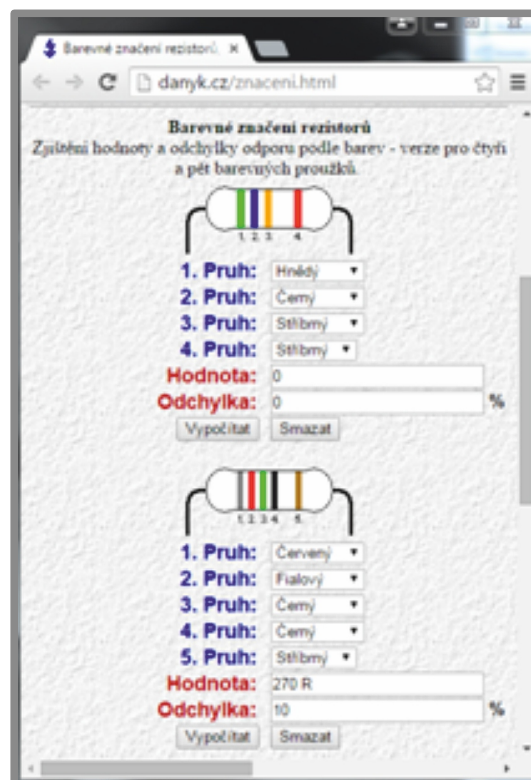 Barevné značení rezistorů, ×
danyk.cz/znaceni.html
Barevné značení rezistorů
Zjištění hodnoty a odchylky odporu podle barev - verze pro čtyři
a pět barevných proužků.
1. 2. 3. 4.
1. Pruh: Hnědý
2. Pruh: Černý
3. Pruh: Stříbrný
4. Pruh: Stříbrný
Hodnota: 0
Odchylka: 0 %
Vypočítat Smazat
1. 2. 3. 4. 5.
1. Pruh: Červený
2. Pruh: Fialový
3. Pruh: Černý
4. Pruh: Černý
5. Pruh: Stříbrný
Hodnota: 270 R
Odchylka: 10 %
Vypočítat Smazat